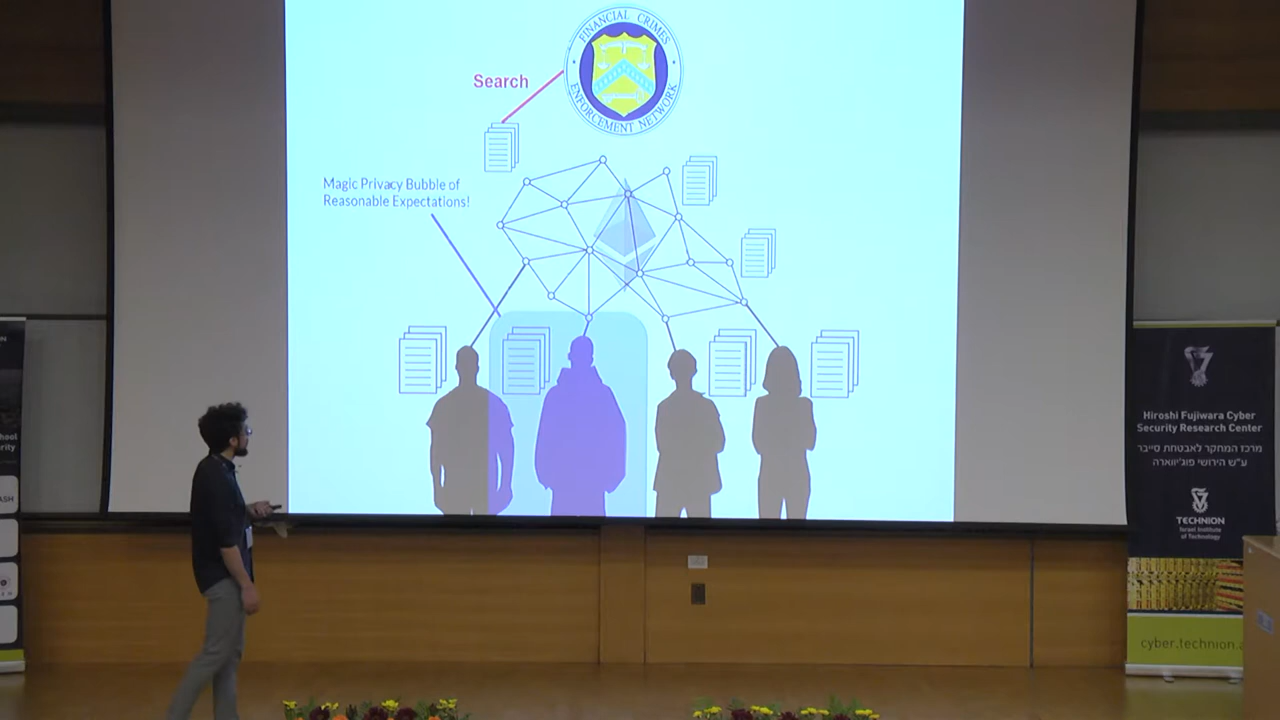 FINANCIAL CRIMES
ENFORCEMENT NETWORK
Search
Magic Privacy Bubble of
Reasonable Expectations!
Hiroshi Fujiwara Cyber
Security Research Center
מרכז המחקר לאבטחת סייבר
ע״ש הירושי פוג'יווארה
TECHNION
Israel Institute
of Technology
cyber.technion.a